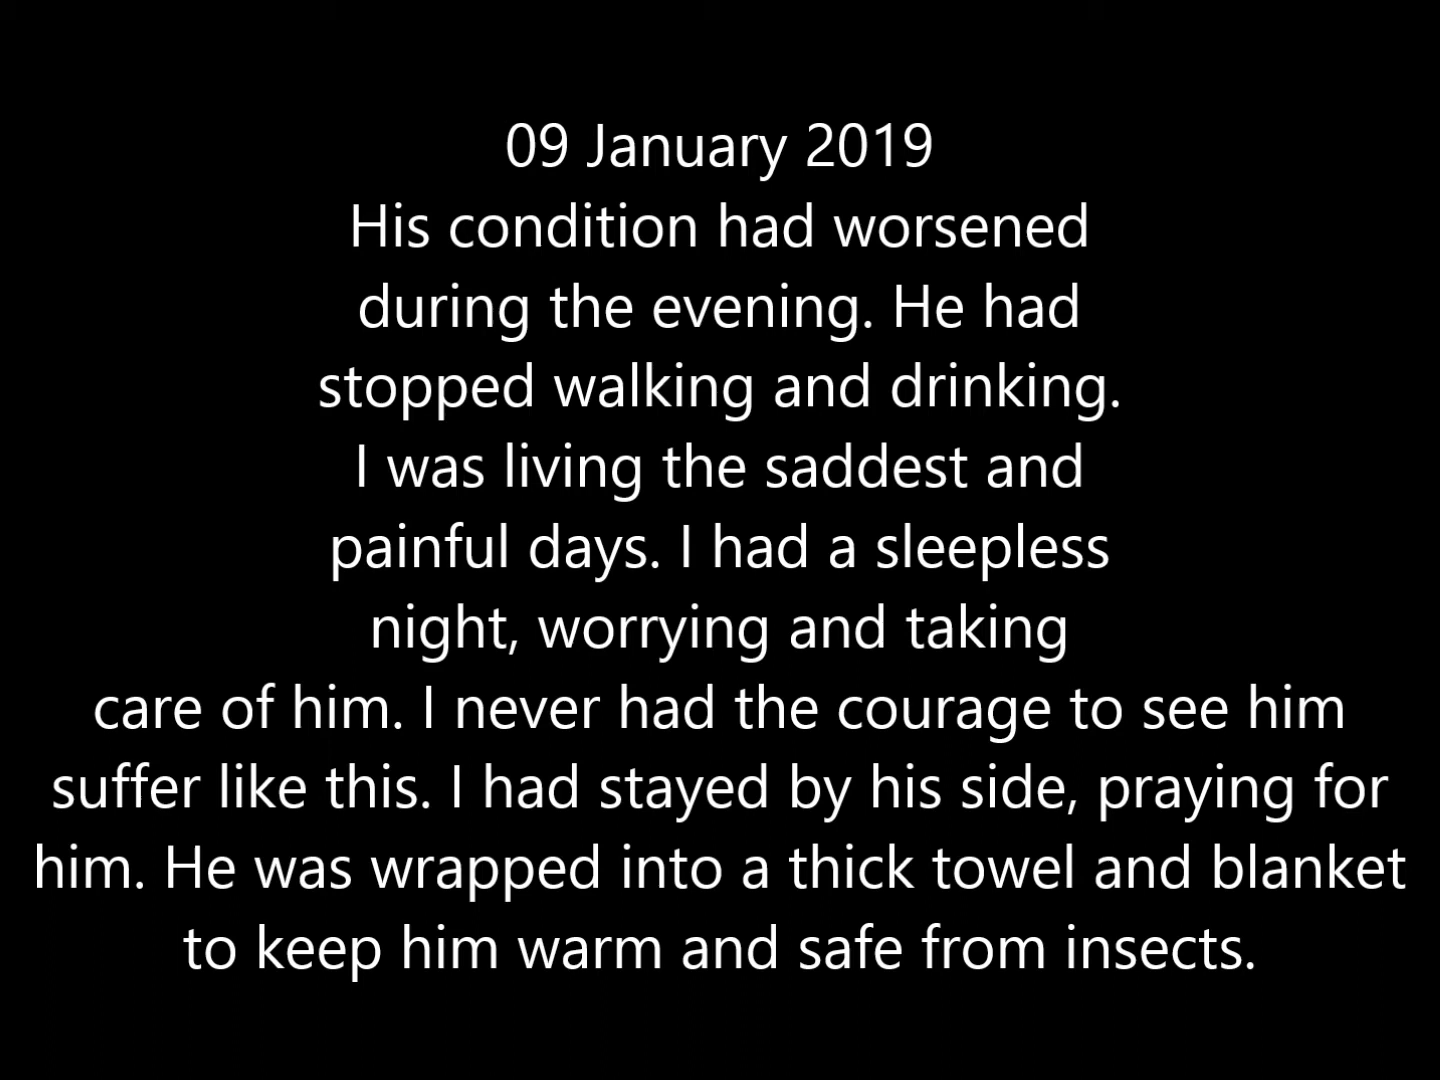 09 January 2019
His condition had worsened
during the evening. He had
stopped walking and drinking.
I was living the saddest and
painful days. I had a sleepless
night, worrying and taking
care of him. I never had the courage to see him
suffer like this. I had stayed by his side, praying for
him. He was wrapped into a thick towel and blanket
to keep him warm and safe from insects.